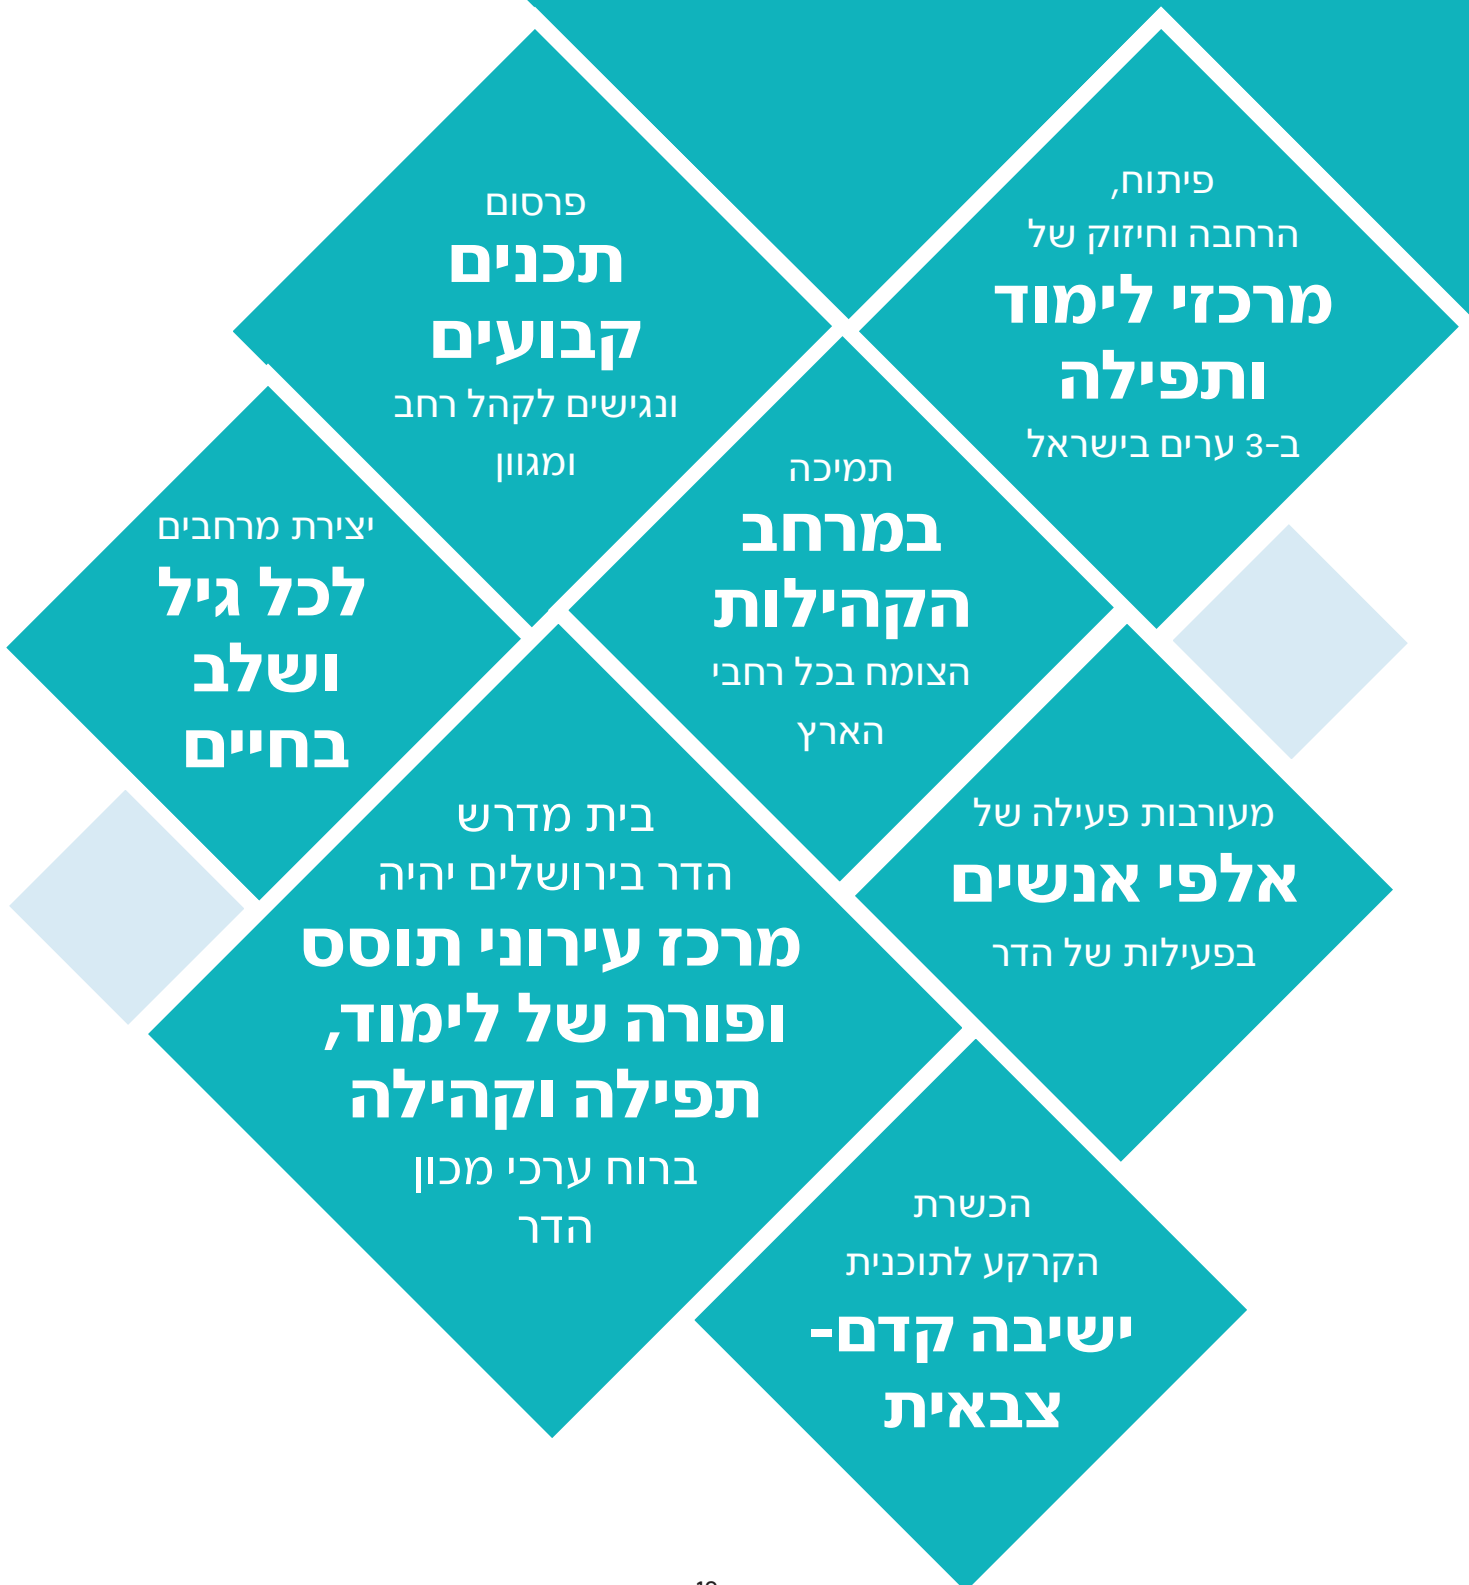 פיתוח,
הרחבה וחיזוק של
מרכזי לימוד
ותפילה
ב-3 ערים בישראל
פרסום
תכנים
קבועים
ונגישים לקהל רחב
ומגוון
תמיכה
במרחב
הקהילות
הצומח בכל רחבי
הארץ
יצירת מרחבים
לכל גיל
ושלב
בחיים
מעורבות פעילה של
אלפי אנשים
בפעילות של הדר
בית מדרש
הדר בירושלים יהיה
מרכז עירוני תוסס
ופורה של לימוד,
תפילה וקהילה
ברוח ערכי מכון
הדר
הכשרת
הקרקע לתוכנית
ישיבה קדם-
צבאית